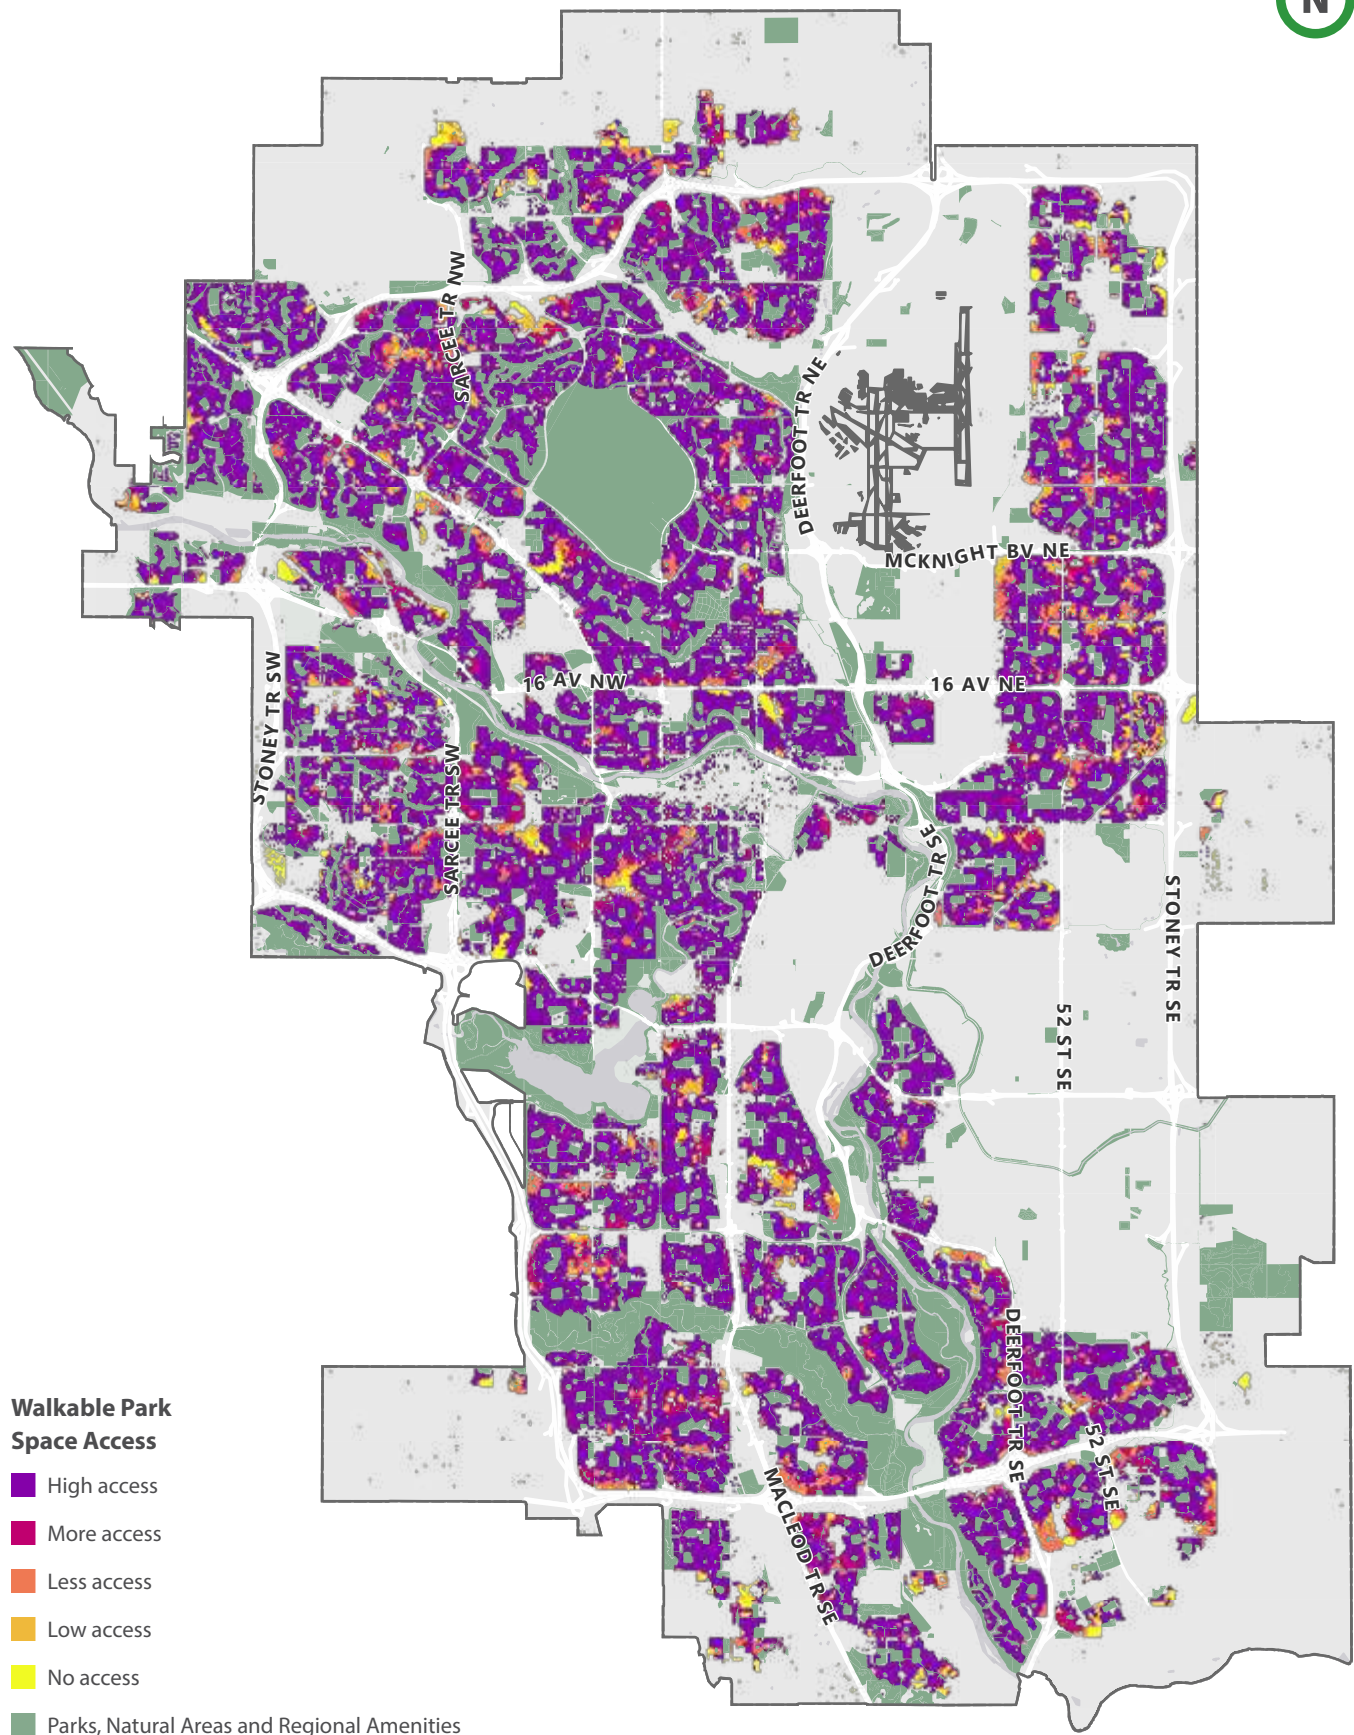 N
SARCEE TR NW
DEERFOOT TR NE
MCKNIGHT BV NE
16 AV NW
16 AV NE
STONEY TR SW
SARCEE TR SW
DEERFOOT TR SE
STONEY TR SE
52 ST SE
DEERFOOT TR SE
52 ST SE
MACLEOD TR SE
Walkable Park
Space Access
High access
More access
Less access
Low access
No access
Parks, Natural Areas and Regional Amenities